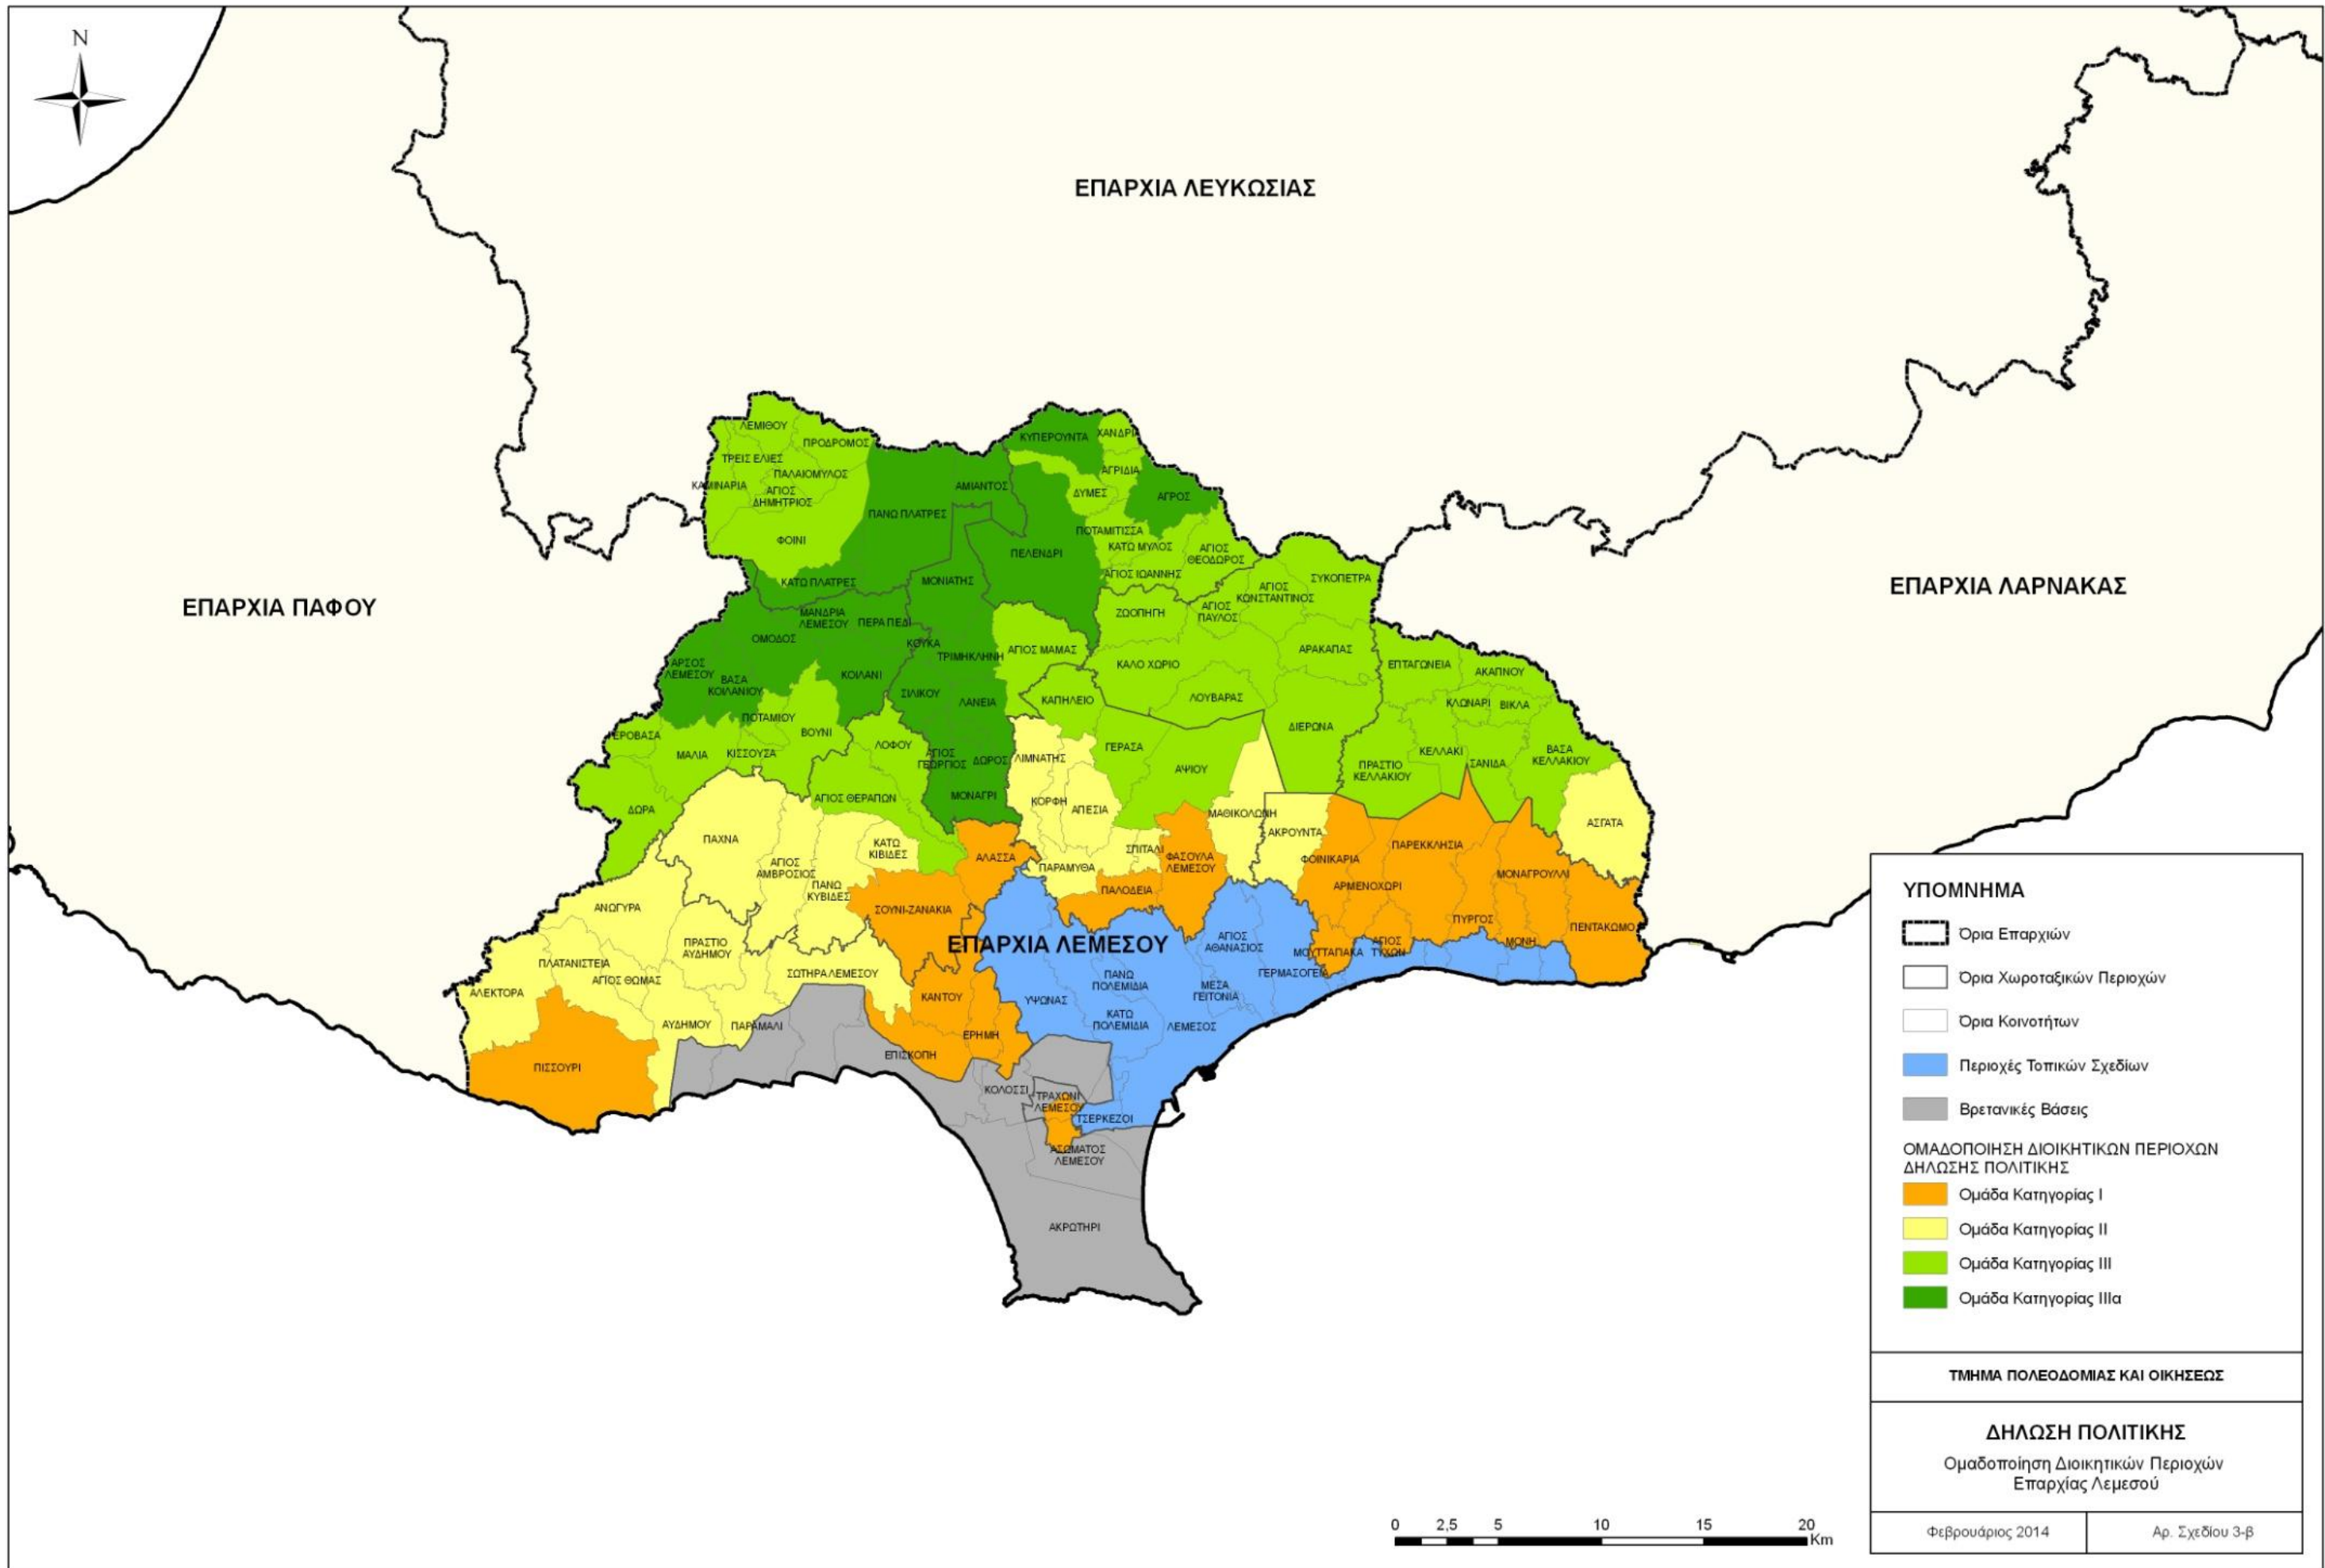 N
ΕΠΑΡΧΙΑ ΛΕΥΚΩΣΙΑΣ
ΕΠΑΡΧΙΑ ΠΑΦΟΥ
ΕΠΑΡΧΙΑ ΛΑΡΝΑΚΑΣ
ΕΠΑΡΧΙΑ ΛΕΜΕΣΟΥ
ΛΕΜΙΘΟΥ
ΠΡΟΔΡΟΜΟΣ
ΤΡΕΙΣ ΕΛΙΕΣ
ΠΑΛΑΙΟΜΥΛΟΣ
ΚΑΜΙΝΑΡΙΑ
ΑΓΙΟΣ
ΔΗΜΗΤΡΙΟΣ
ΦΟΙΝΙ
ΚΥΠΕΡΟΥΝΤΑ
ΧΑΝΔΡΙΑ
ΑΓΡΙΔΙΑ
ΑΜΙΑΝΤΟΣ
ΔΥΜΕΣ
ΑΓΡΟΣ
ΠΑΝΩ ΠΛΑΤΡΕΣ
ΠΟΤΑΜΙΤΙΣΣΑ
ΚΑΤΩ ΜΥΛΟΣ
ΠΕΛΕΝΔΡΙ
ΑΓΙΟΣ
ΘΕΟΔΩΡΟΣ
ΑΓΙΟΣ ΙΩΑΝΝΗΣ
ΚΑΤΩ ΠΛΑΤΡΕΣ
ΜΟΝΙΑΤΗΣ
ΣΥΚΟΠΕΤΡΑ
ΑΓΙΟΣ
ΚΩΝΣΤΑΝΤΙΝΟΣ
ΖΩΟΠΗΓΗ
ΑΓΙΟΣ
ΠΑΥΛΟΣ
ΜΑΝΔΡΙΑ
ΛΕΜΕΣΟΥ
ΠΕΡΑ ΠΕΔΙ
ΟΜΟΔΟΣ
ΚΟΥΚΑ
ΤΡΙΜΗΚΛΗΝΗ
ΑΓΙΟΣ ΜΑΜΑΣ
ΑΡΑΚΑΠΑΣ
ΚΑΛΟ ΧΩΡΙΟ
ΕΠΤΑΓΩΝΕΙΑ
ΑΚΑΠΝΟΥ
ΑΡΣΟΣ
ΛΕΜΕΣΟΥ
ΒΑΣΑ
ΚΟΙΛΑΝΙΟΥ
ΚΟΙΛΑΝΙ
ΣΙΛΙΚΟΥ
ΛΑΝΕΙΑ
ΚΑΠΗΛΕΙΟ
ΛΟΥΒΑΡΑΣ
ΚΛΩΝΑΡΙ
ΒΙΚΛΑ
ΠΟΤΑΜΙΟΥ
ΒΟΥΝΙ
ΔΙΕΡΩΝΑ
ΓΕΡΟΒΑΣΑ
ΜΑΛΙΑ
ΚΙΣΣΟΥΣΑ
ΛΟΦΟΥ
ΑΓΙΟΣ
ΓΕΩΡΓΙΟΣ
ΔΩΡΟΣ
ΛΙΜΝΑΤΗΣ
ΓΕΡΑΣΑ
ΑΨΙΟΥ
ΠΡΑΣΤΙΟ
ΚΕΛΛΑΚΙΟΥ
ΚΕΛΛΑΚΙ
ΣΑΝΙΔΑ
ΒΑΣΑ
ΚΕΛΛΑΚΙΟΥ
ΔΩΡΑ
ΑΓΙΟΣ ΘΕΡΑΠΩΝ
ΜΟΝΑΓΡΙ
ΚΟΡΦΗ
ΑΠΕΣΙΑ
ΜΑΘΙΚΟΛΩΝΗ
ΑΚΡΟΥΝΤΑ
ΑΣΓΑΤΑ
ΠΑΧΝΑ
ΑΓΙΟΣ
ΑΜΒΡΟΣΙΟΣ
ΚΑΤΩ
ΚΙΒΙΔΕΣ
ΠΑΝΩ
ΚΥΒΙΔΕΣ
ΑΛΑΣΣΑ
ΠΑΡΑΜΥΘΑ
ΣΠΙΤΑΛΙ
ΦΑΣΟΥΛΑ
ΛΕΜΕΣΟΥ
ΦΟΙΝΙΚΑΡΙΑ
ΠΑΡΕΚΚΛΗΣΙΑ
ΑΡΜΕΝΟΧΩΡΙ
ΜΟΝΑΓΡΟΥΛΛΙ
ΠΑΛΟΔΕΙΑ
ΣΟΥΝΙ-ΖΑΝΑΚΙΑ
ΑΝΩΓΥΡΑ
ΠΥΡΓΟΣ
ΠΕΝΤΑΚΩΜΟ
ΜΟΝΗ
ΠΡΑΣΤΙΟ
ΑΥΔΗΜΟΥ
ΑΓΙΟΣ
ΑΘΑΝΑΣΙΟΣ
ΜΟΥΤΤΑΓΙΑΚΑ
ΑΓΙΟΣ
ΤΥΧΩΝ
ΠΛΑΤΑΝΙΣΤΕΙΑ
ΑΓΙΟΣ ΘΩΜΑΣ
ΣΩΤΗΡΑ ΛΕΜΕΣΟΥ
ΠΑΝΩ
ΠΟΛΕΜΙΔΙΑ
ΓΕΡΜΑΣΟΓΕΙΑ
ΜΕΣΑ
ΓΕΙΤΟΝΙΑ
ΑΛΕΚΤΟΡΑ
ΚΑΝΤΟΥ
ΥΨΩΝΑΣ
ΑΥΔΗΜΟΥ
ΠΑΡΑΜΑΛΙ
ΚΑΤΩ
ΠΟΛΕΜΙΔΙΑ
ΛΕΜΕΣΟΣ
ΕΡΗΜΗ
ΕΠΙΣΚΟΠΗ
ΠΙΣΣΟΥΡΙ
ΚΟΛΟΣΣΙ
ΤΡΑΧΩΝΙ
ΛΕΜΕΣΟΥ
ΤΣΕΡΚΕΖΟΙ
ΑΣΩΜΑΤΟΣ
ΛΕΜΕΣΟΥ
ΑΚΡΩΤΗΡΙ
ΥΠΟΜΝΗΜΑ
Όρια Επαρχιών
Όρια Χωροταξικών Περιοχών
Όρια Κοινοτήτων
Περιοχές Τοπικών Σχεδίων
Βρετανικές Βάσεις
ΟΜΑΔΟΠΟΙΗΣΗ ΔΙΟΙΚΗΤΙΚΩΝ ΠΕΡΙΟΧΩΝ
ΔΗΛΩΣΗΣ ΠΟΛΙΤΙΚΗΣ
Ομάδα Κατηγορίας I
Ομάδα Κατηγορίας II
Ομάδα Κατηγορίας III
Ομάδα Κατηγορίας IIIα
ΤΜΗΜΑ ΠΟΛΕΟΔΟΜΙΑΣ ΚΑΙ ΟΙΚΗΣΕΩΣ
ΔΗΛΩΣΗ ΠΟΛΙΤΙΚΗΣ
Ομαδοποίηση Διοικητικών Περιοχών
Επαρχίας Λεμεσού
Φεβρουάριος 2014
Αρ. Σχεδίου 3-β
0 2,5 5 10 15 20
Km